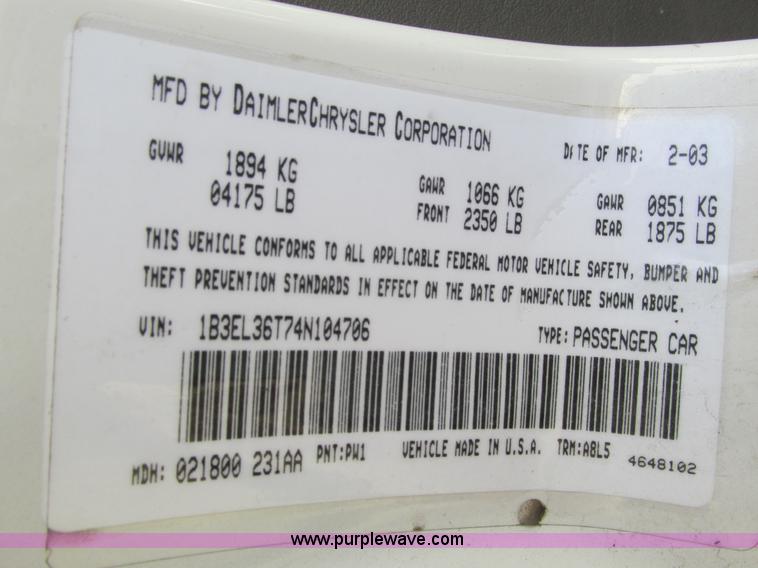 MFD BY DAIMLERCHRYSLER CORPORATION DATE OF MFR: 2-03
GVWR 1894 KG GAWR 1066 KG GAWR 0851 KG
04175 LB FRONT 2350 LB REAR 1875 LB
THIS VEHICLE CONFORMS TO ALL APPLICABLE FEDERAL MOTOR VEHICLE SAFETY, BUMPER AND
THEFT PREVENTION STANDARDS IN EFFECT ON THE DATE OF MANUFACTURE SHOWN ABOVE.
VIN: 1B3EL36T74N104706 TYPE: PASSENGER CAR
MDH: 021800 231AA PNT:PW1 VEHICLE MADE IN U.S.A. TRM:A8L5 4648102
www.purplewave.com